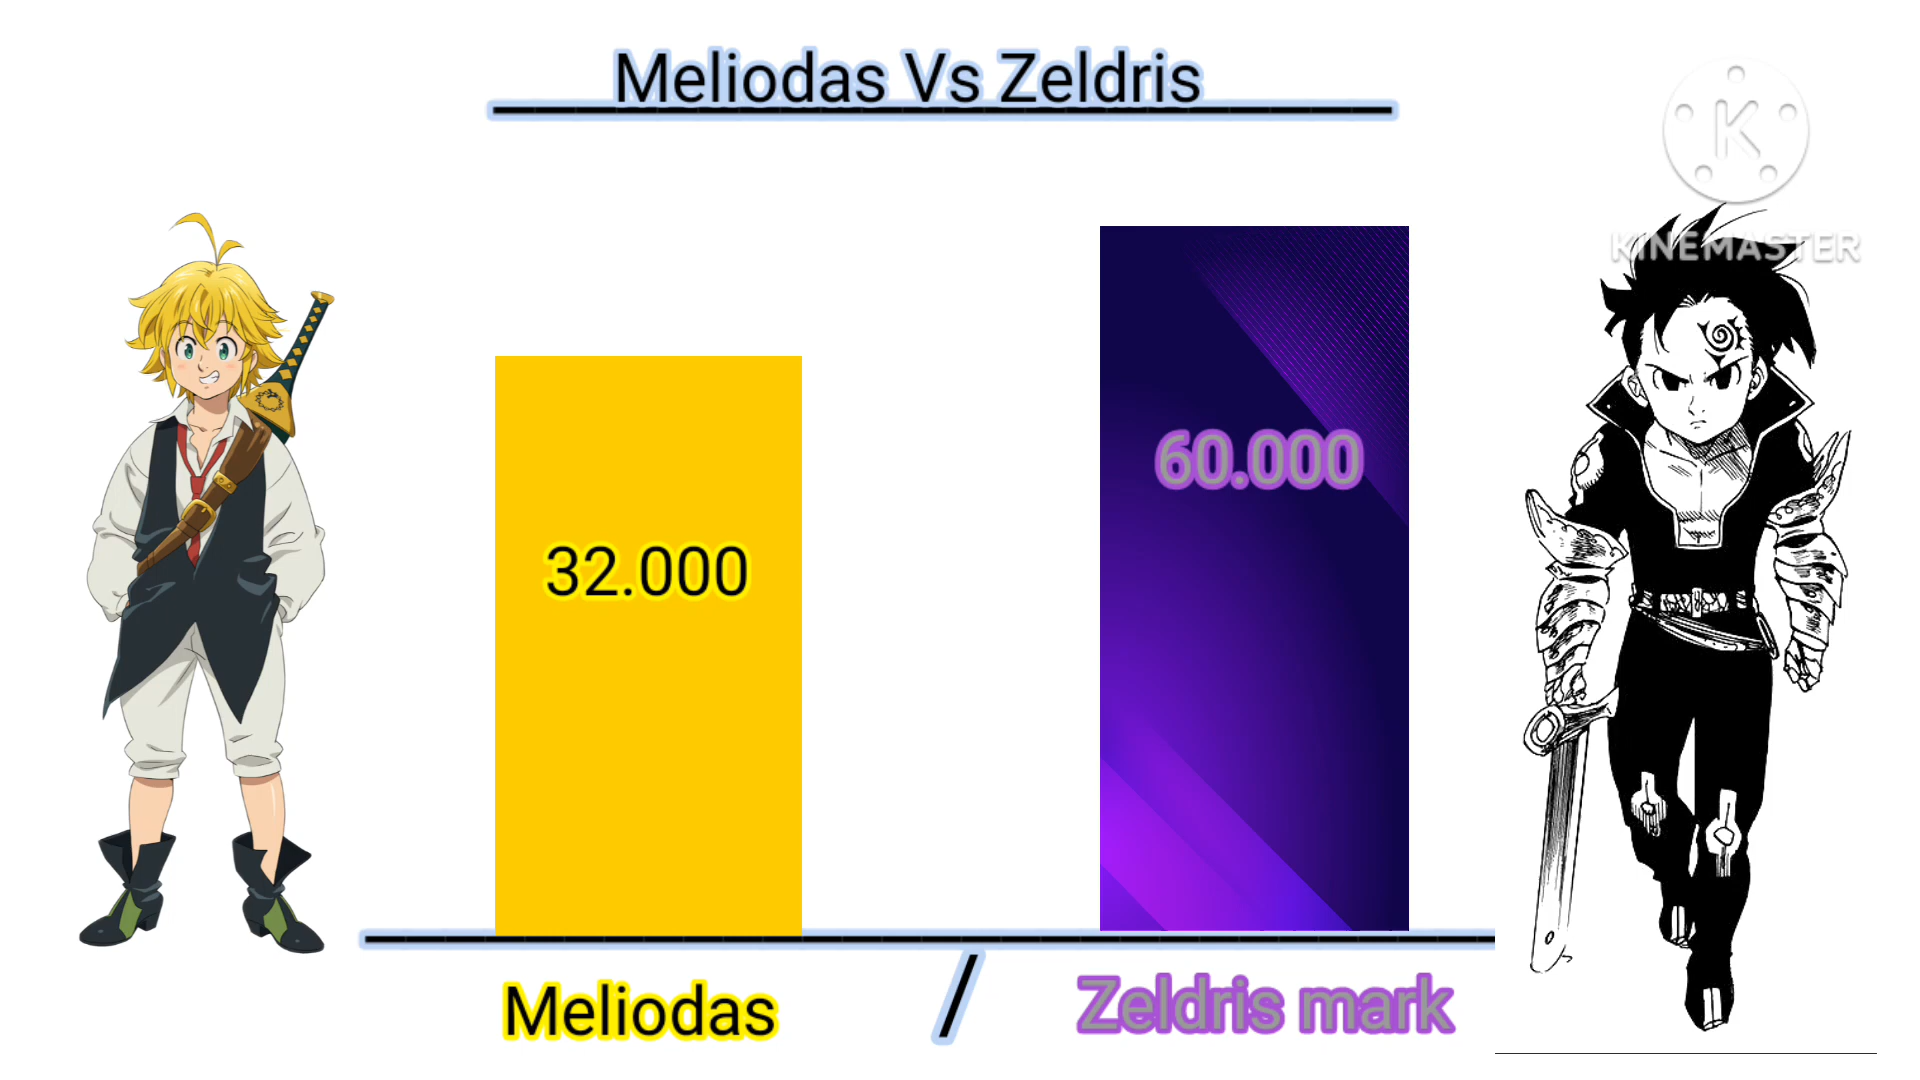 Meliodas Vs Zeldris
K
KINEMASTER
60.000
32.000
/
Meliodas
Zeldris mark